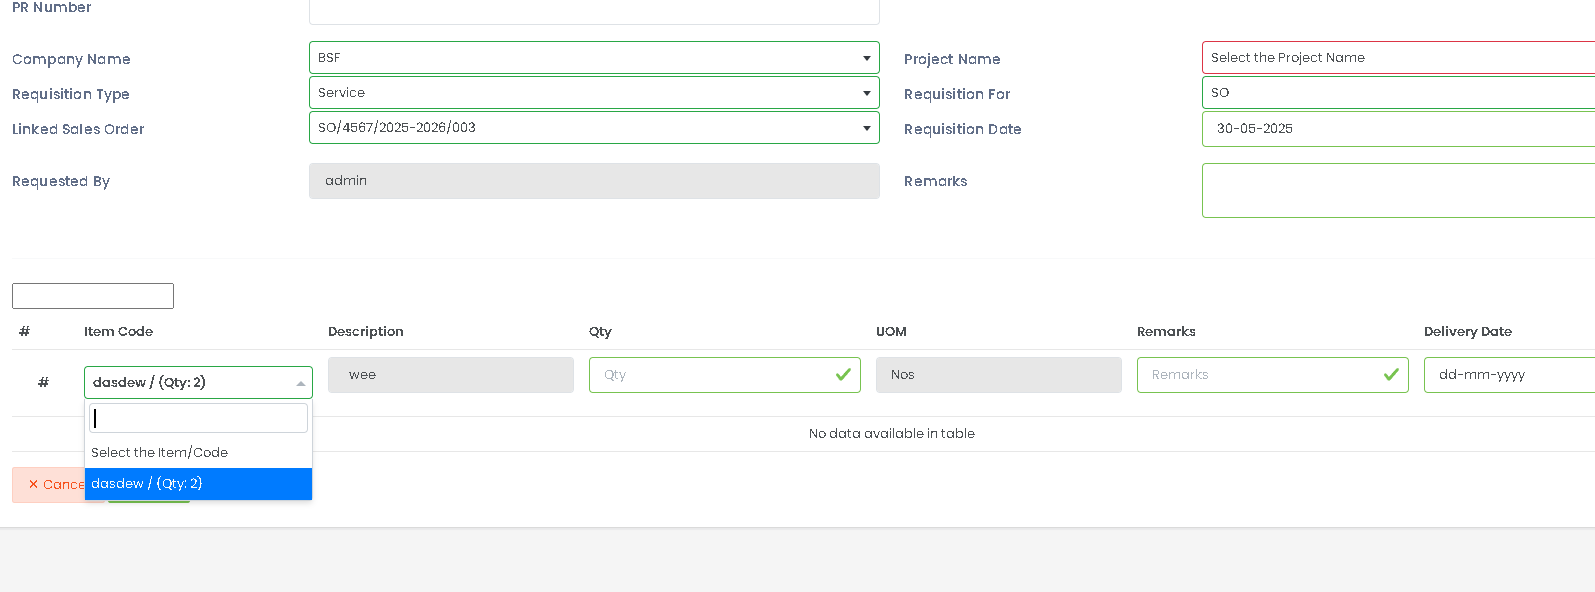 PR Number
Company Name BSF Project Name Select the Project Name
Requisition Type Service Requisition For SO
Linked Sales Order SO/4567/2025-2026/003 Requisition Date 30-05-2025
Requested By admin Remarks
# Item Code Description Qty UOM Remarks Delivery Date
# dasdew / (Qty: 2) wee Qty Nos Remarks dd-mm-yyyy
No data available in table
Select the Item/Code
dasdew / (Qty: 2)
× Cance